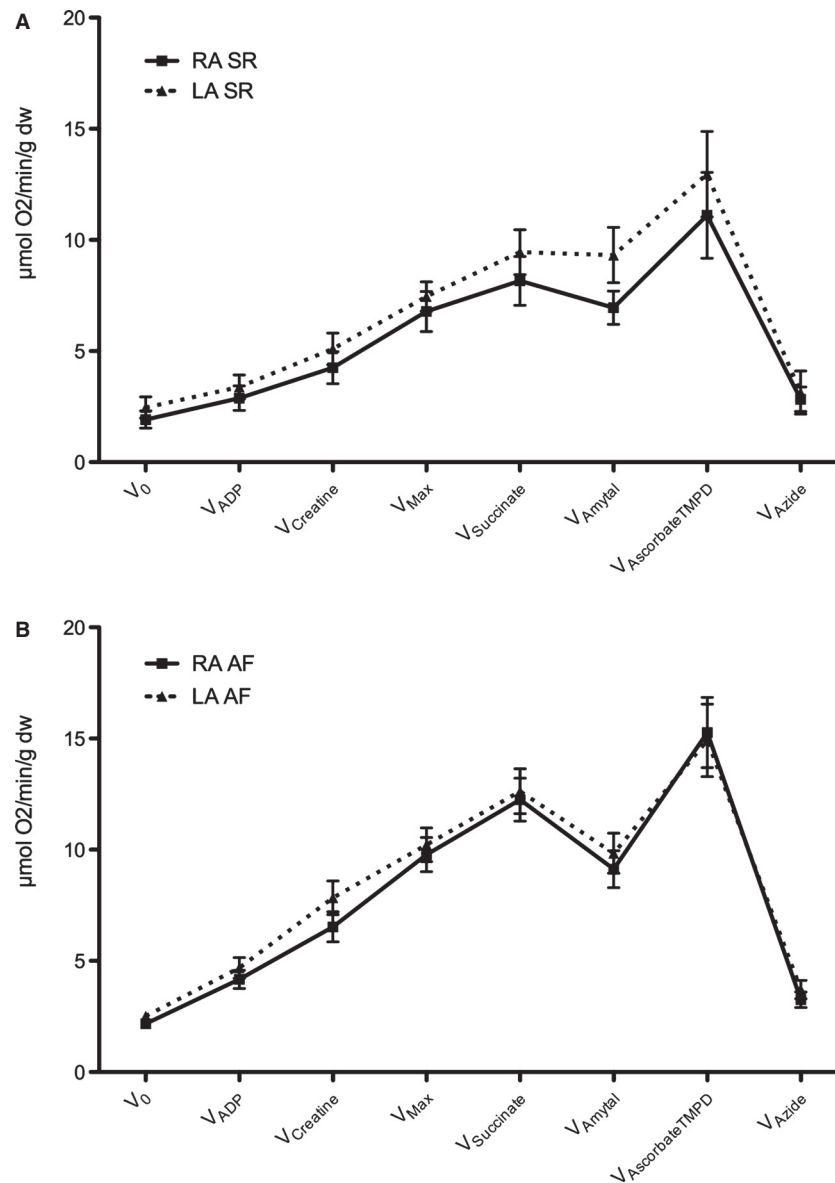 A
20
15
10
5
0
µmol O2/min/g dw
RA SR
LA SR
V0
VADP
VCreatine
VMax
VSuccinate
VAmytal
VAscorbateTMPD
VAzide
B
20
15
10
5
0
µmol O2/min/g dw
RA AF
LA AF
V0
VADP
VCreatine
VMax
VSuccinate
VAmytal
VAscorbateTMPD
VAzide